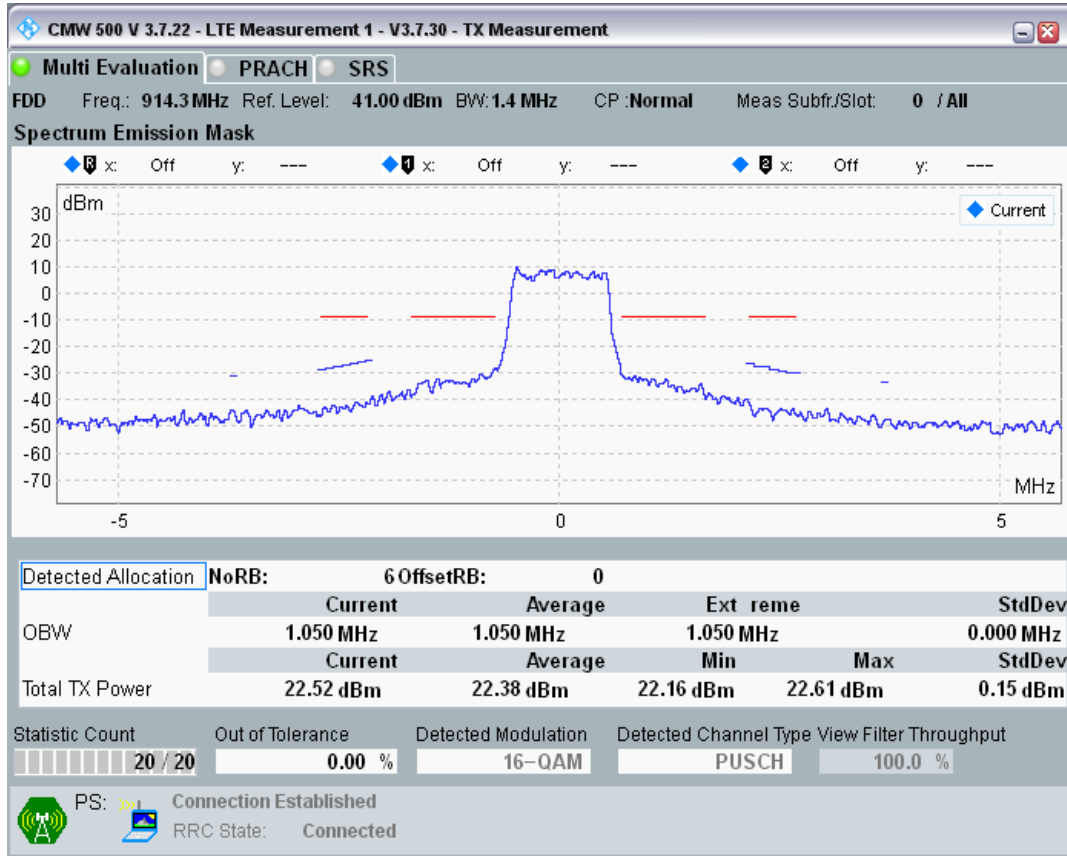 CMW 500 V 3.7.22 - LTE Measurement 1 - V3.7.30 - TX Measurement
Multi Evaluation PRACH SRS
FDD Freq.: 914.3 MHz Ref. Level: 41.00 dBm BW: 1.4 MHz CP :Normal Meas Subfr./Slot: 0 / All
Spectrum Emission Mask
R x: Off y: --- 1 x: Off y: --- 2 x: Off y: ---
dBm
Current
30
20
10
0
-10
-20
-30
-40
-50
-60
-70
MHz
-5 0 5
Detected Allocation NoRB: 6 OffsetRB: 0
Current Average Ext reme StdDev
OBW 1.050 MHz 1.050 MHz 1.050 MHz 0.000 MHz
Current Average Min Max StdDev
Total TX Power 22.52 dBm 22.38 dBm 22.16 dBm 22.61 dBm 0.15 dBm
Statistic Count Out of Tolerance Detected Modulation Detected Channel Type View Filter Throughput
20 / 20 0.00 % 16-QAM PUSCH 100.0 %
PS: Connection Established
RRC State: Connected